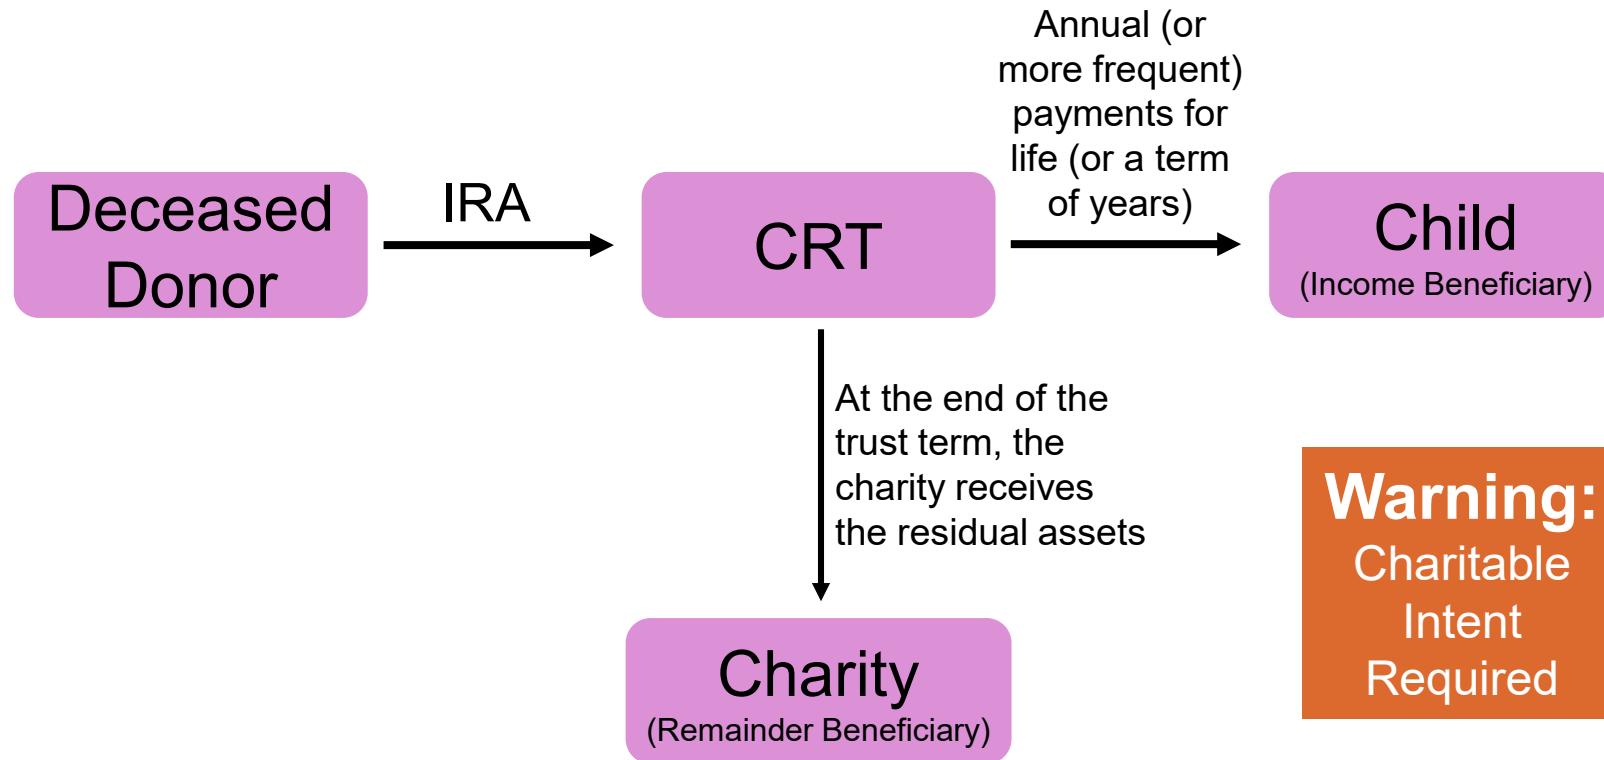 Deceased
Donor
IRA
CRT
Annual (or
more frequent)
payments for
life (or a term
of years)
Child
(Income Beneficiary)
At the end of the
trust term, the
charity receives
the residual assets
Charity
(Remainder Beneficiary)
Warning:
Charitable
Intent
Required